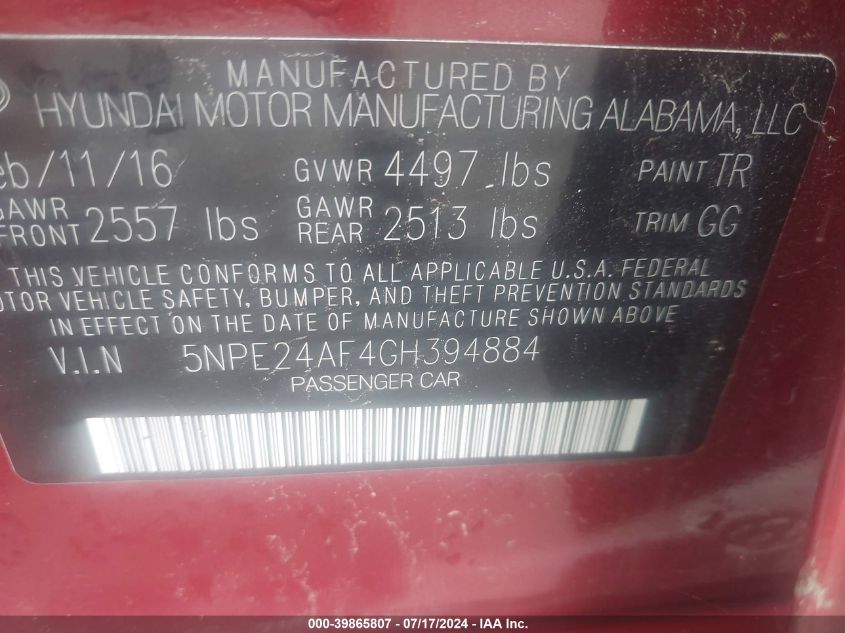 MANUFACTURED BY
HYUNDAI MOTOR MANUFACTURING ALABAMA, LLC
eb/11/16 GVWR 4497 lbs PAINT TR
GAWR FRONT 2557 lbs GAWR REAR 2513 lbs TRIM GG
THIS VEHICLE CONFORMS TO ALL APPLICABLE U.S.A. FEDERAL
OTOR VEHICLE SAFETY, BUMPER, AND THEFT PREVENTION STANDARDS
IN EFFECT ON THE DATE OF MANUFACTURE SHOWN ABOVE
V.I.N 5NPE24AF4GH394884
PASSENGER CAR
000-39865807 - 07/17/2024 - IAA Inc.